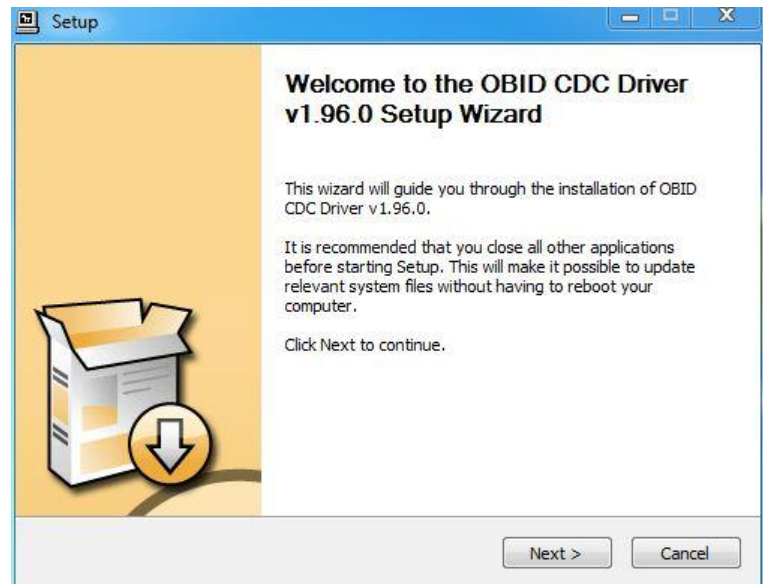 Setup
Welcome to the OBID CDC Driver
v1.96.0 Setup Wizard
This wizard will guide you through the installation of OBID
CDC Driver v1.96.0.
It is recommended that you close all other applications
before starting Setup. This will make it possible to update
relevant system files without having to reboot your
computer.
Click Next to continue.
Next > Cancel